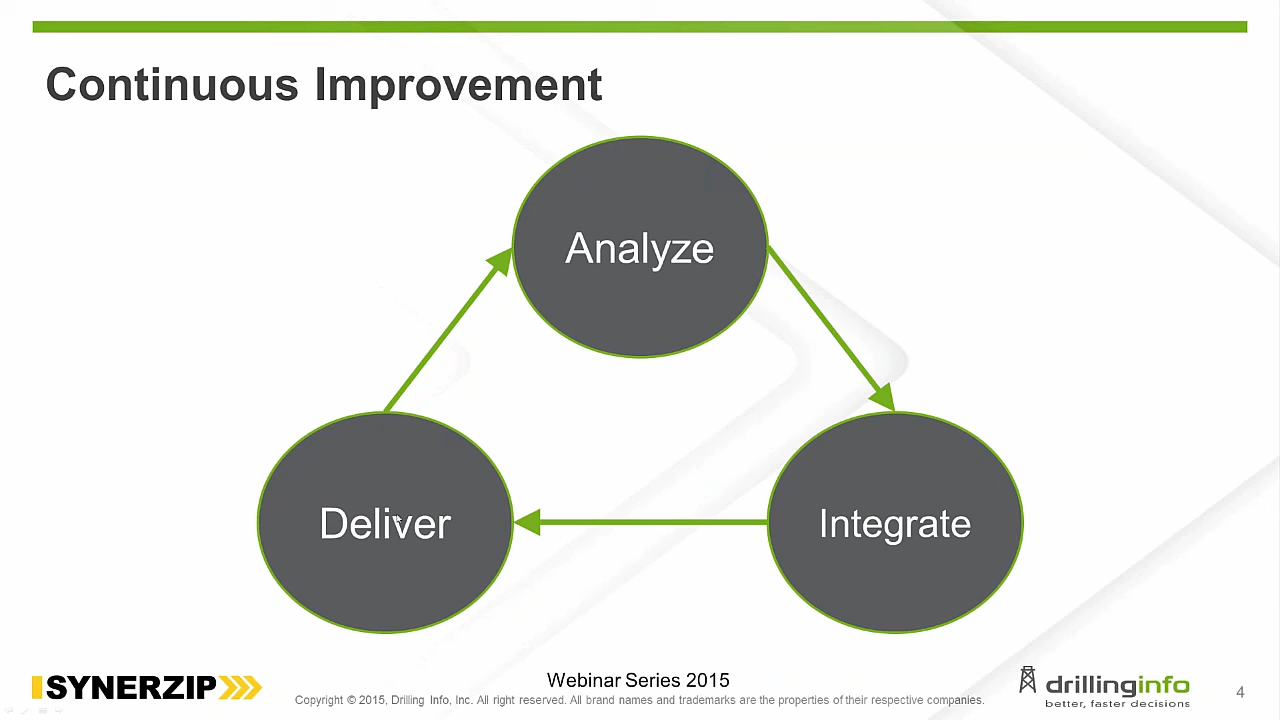 Continuous Improvement
Analyze
Deliver
Integrate
SYNERZIP
Webinar Series 2015
Copyright © 2015, Drilling Info, Inc. All right reserved. All brand names and trademarks are the properties of their respective companies.
drillinginfo
better, faster decisions
4